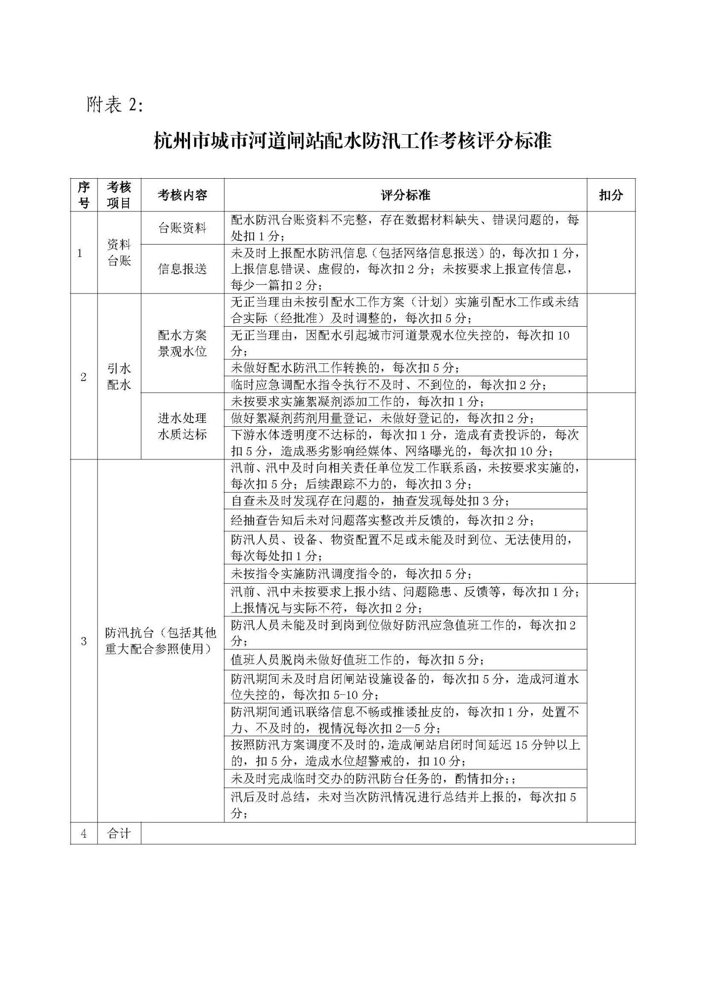 附表 2：
杭州市城市河道闸站配水防汛工作考核评分标准
序
号
考核
项目
考核内容
评分标准
扣分
1
资料
台账
台账资料
配水防汛台账资料不完整，存在数据材料缺失、错误问题的，每
处扣 1 分；
信息报送
未及时上报配水防汛信息（包括网络信息报送）的，每次扣 1 分，
上报信息错误、虚假的，每次扣 2 分；未按要求上报宣传信息，
每少一篇扣 2 分；
2
引水
配水
配水方案
景观水位
无正当理由未按引配水工作方案（计划）实施引配水工作或未结
合实际（经批准）及时调整的，每次扣 5 分；
无正当理由，因配水引起城市河道景观水位失控的，每次扣 10
分；
未做好配水防汛工作转换的，每次扣 5 分；
临时应急调配水指令执行不及时、不到位的，每次扣 2 分；
进水处理
水质达标
未按要求实施絮凝剂添加工作的，每次扣 1 分；
做好絮凝剂药剂用量登记，未做好登记的，每次扣 2 分；
下游水体透明度不达标的，每次扣 1 分，造成有责投诉的，每次
扣 5 分，造成恶劣影响经媒体、网络曝光的，每次扣 10 分；
3
防汛抗台（包括其他
重大配合参照使用）
汛前、汛中及时向相关责任单位发工作联系函，未按要求实施的，
每次扣 5 分；后续跟踪不力的，每次扣 3 分；
自查未及时发现存在问题的，抽查发现每处扣 3 分；
经抽查告知后未对问题落实整改并反馈的，每次扣 2 分；
防汛人员、设备、物资配置不足或未能及时到位、无法使用的，
每次每处扣 1 分；
未按指令实施防汛调度指令的，每次扣 5 分；
汛前、汛中未按要求上报小结、问题隐患、反馈等，每次扣 1 分；
上报情况与实际不符，每次扣 2 分；
防汛人员未能及时到岗到位做好防汛应急值班工作的，每次扣 2
分；
值班人员脱岗未做好值班工作的，每次扣 5 分；
防汛期间未及时启闭闸站设施设备的，每次扣 5 分，造成河道水
位失控的，每次扣 5-10 分；
防汛期间通讯联络信息不畅或推诿扯皮的，每次扣 1 分，处置不
力、不及时的，视情况每次扣 2—5 分；
按照防汛方案调度不及时的，造成闸站启闭时间延迟 15 分钟以上
的，扣 5 分，造成水位超警戒的，扣 10 分；
未及时完成临时交办的防汛防台任务的，酌情扣分；；
汛后及时总结，未对当次防汛情况进行总结并上报的，每次扣 5
分；
4
合计